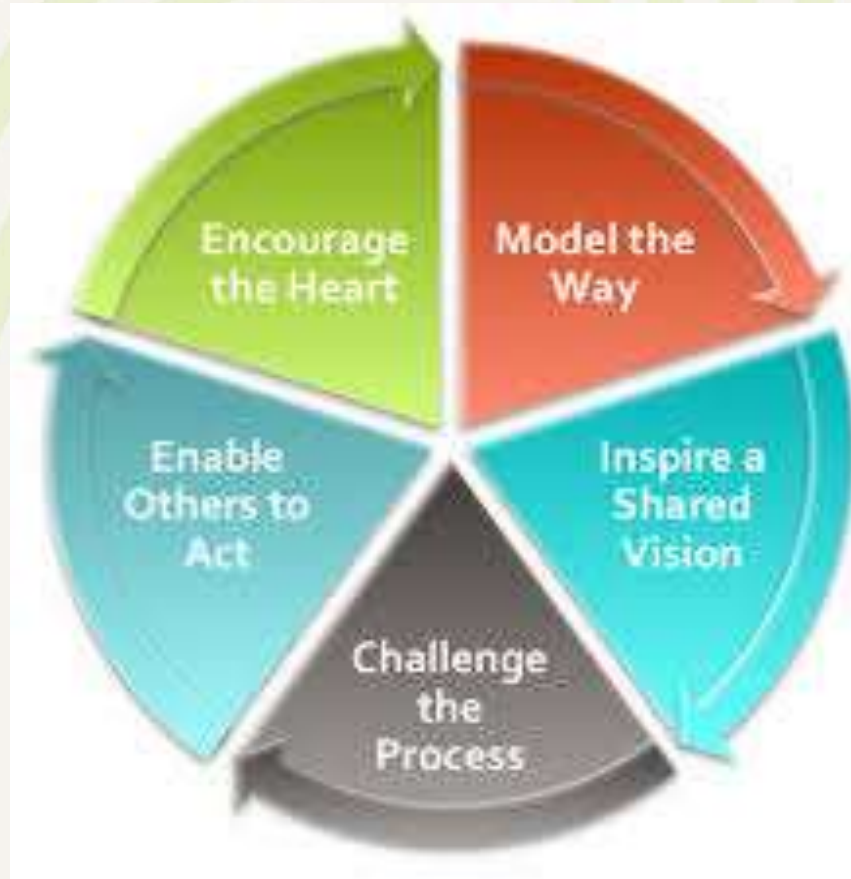 Encourage
the Heart
Model the
Way
Inspire a
Shared
Vision
Challenge
the
Process
Enable
Others to
Act